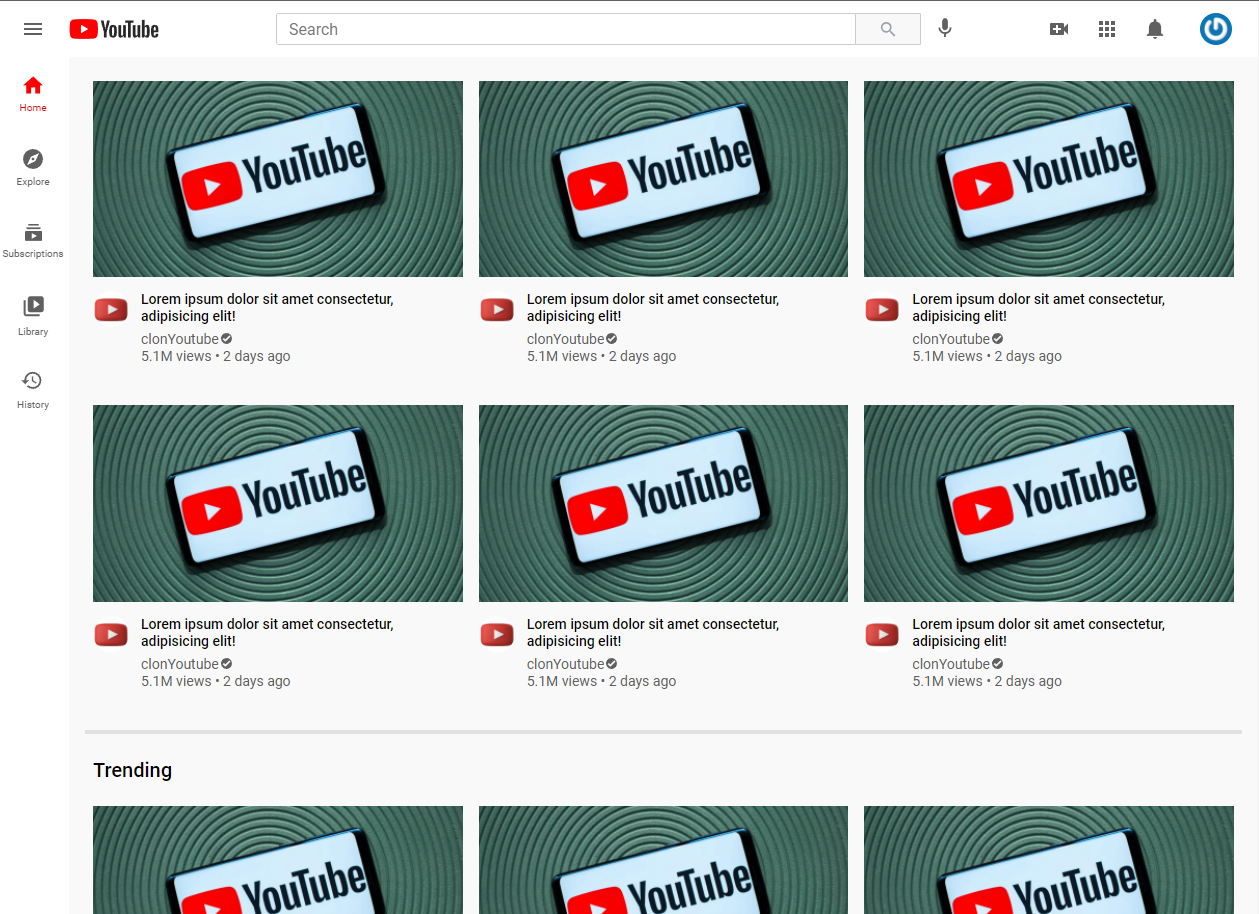 YouTube
Search
Home
Explore
Subscriptions
Library
History
YouTube
YouTube
YouTube
Lorem ipsum dolor sit amet consectetur,
adipisicing elit!
clonYoutube
5.1M views • 2 days ago
Lorem ipsum dolor sit amet consectetur,
adipisicing elit!
clonYoutube
5.1M views • 2 days ago
Lorem ipsum dolor sit amet consectetur,
adipisicing elit!
clonYoutube
5.1M views • 2 days ago
YouTube
YouTube
YouTube
Lorem ipsum dolor sit amet consectetur,
adipisicing elit!
clonYoutube
5.1M views • 2 days ago
Lorem ipsum dolor sit amet consectetur,
adipisicing elit!
clonYoutube
5.1M views • 2 days ago
Lorem ipsum dolor sit amet consectetur,
adipisicing elit!
clonYoutube
5.1M views • 2 days ago
Trending
YouTube
YouTube
YouTube